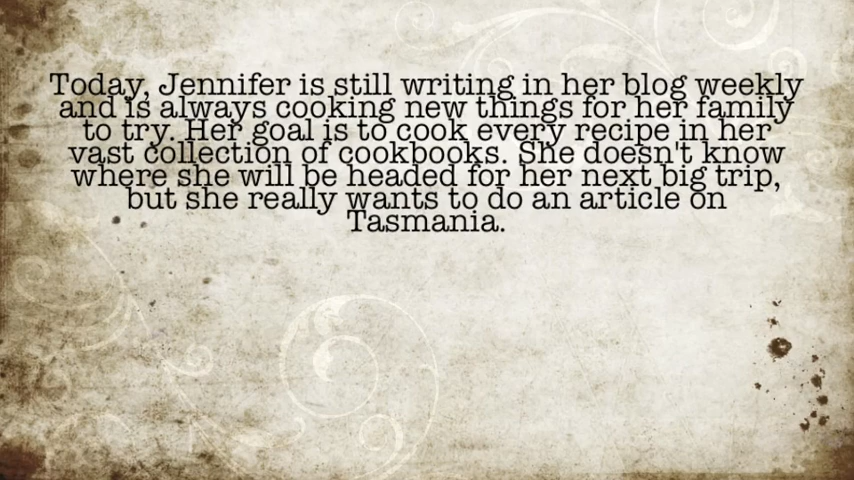 Today, Jennifer is still writing in her blog weekly
and is always cooking new things for her family
to try. Her goal is to cook every recipe in her
vast collection of cookbooks. She doesn't know
where she will be headed for her next big trip,
but she really wants to do an article on
Tasmania.